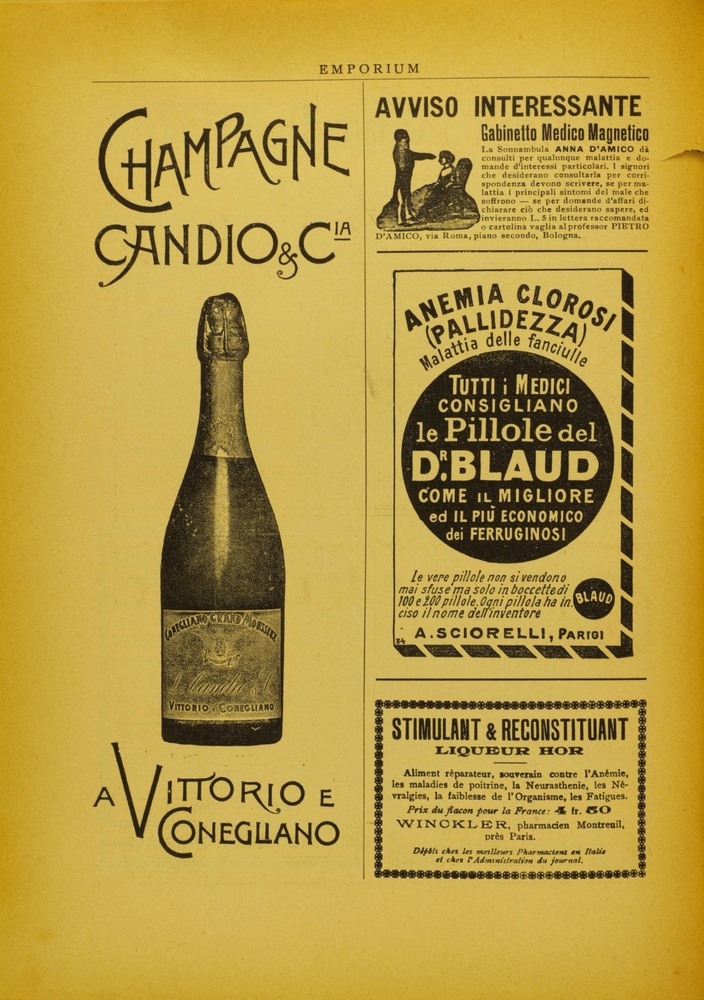 EMPORIUM
CHAMPAGNE
CANDIO & CIA
CONEGLIANO GRAND MOUSSEUX
VITTORIO CONEGLIANO
A VITTORIO E
CONEGLIANO
AVVISO INTERESSANTE
Gabinetto Medico Magnetico
La Sonnambula ANNA D'AMICO dà
consulti per qualunque malattia e do-
mande d'interessi particolari. I signori
che desiderano consultarla per corri-
spondenza devono scrivere, se per ma-
lattia i principali sintomi del male che
soffrono — se per domande d'affari di-
chiarare ciò che desiderano sapere, ed
invieranno L. 5 in lettera raccomandata
o cartolina vaglia al professor PIETRO
D'AMICO, via Roma, piano secondo, Bologna.
ANEMIA CLOROSI
(PALLIDEZZA)
Malattia delle fanciulle
TUTTI i MEDICI
CONSIGLIANO
le Pillole del
DR. BLAUD
COME IL MIGLIORE
ed IL PIÙ ECONOMICO
dei FERRUGINOSI
Le vere pillole non si vendono
mai sfuse ma solo in boccette di
100 e 200 pillole. Ogni pillola ha in.
ciso il nome dell'inventore
BLAUD
A. SCIORELLI, PARIGI
84
STIMULANT & RECONSTITUANT
LIQUEUR HOR
Aliment réparateur, souverain contre l'Anémie,
les maladies de poitrine, la Neurasthenie, les Né-
vralgies, la faiblesse de l'Organisme, les Fatigues.
Prix du flacon pour la France: 4 fr. 50
WINCKLER, pharmacien Montreuil,
près Paris.
Dépôts chez les meilleurs Pharmaciens en Italie
et chez l'Administration du journal.